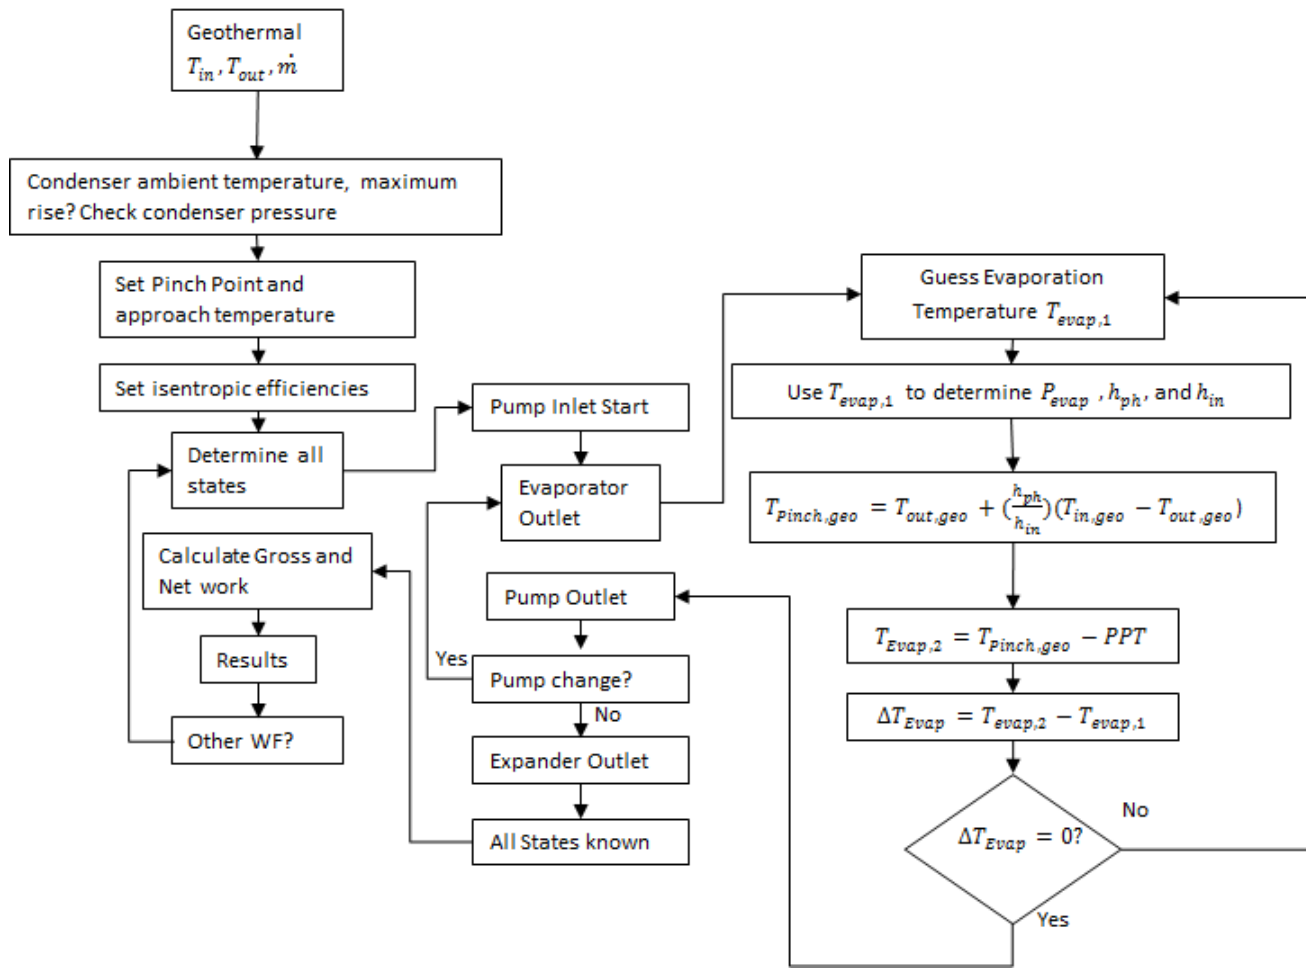 Geothermal
T_in, T_out, ṁ
Condenser ambient temperature, maximum
rise? Check condenser pressure
Set Pinch Point and
approach temperature
Set isentropic efficiencies
Determine all
states
Calculate Gross and
Net work
Results
Other WF?
Pump Inlet Start
Evaporator
Outlet
Pump Outlet
Yes
Pump change?
No
Expander Outlet
All States known
Guess Evaporation
Temperature T_evap,1
Use T_evap,1 to determine P_evap , h_ph, and h_in
T_Pinch,geo = T_out,geo + (h_ph/h_in)(T_in,geo − T_out,geo)
T_Evap,2 = T_Pinch,geo − PPT
ΔT_Evap = T_evap,2 − T_evap,1
ΔT_Evap = 0?
No
Yes